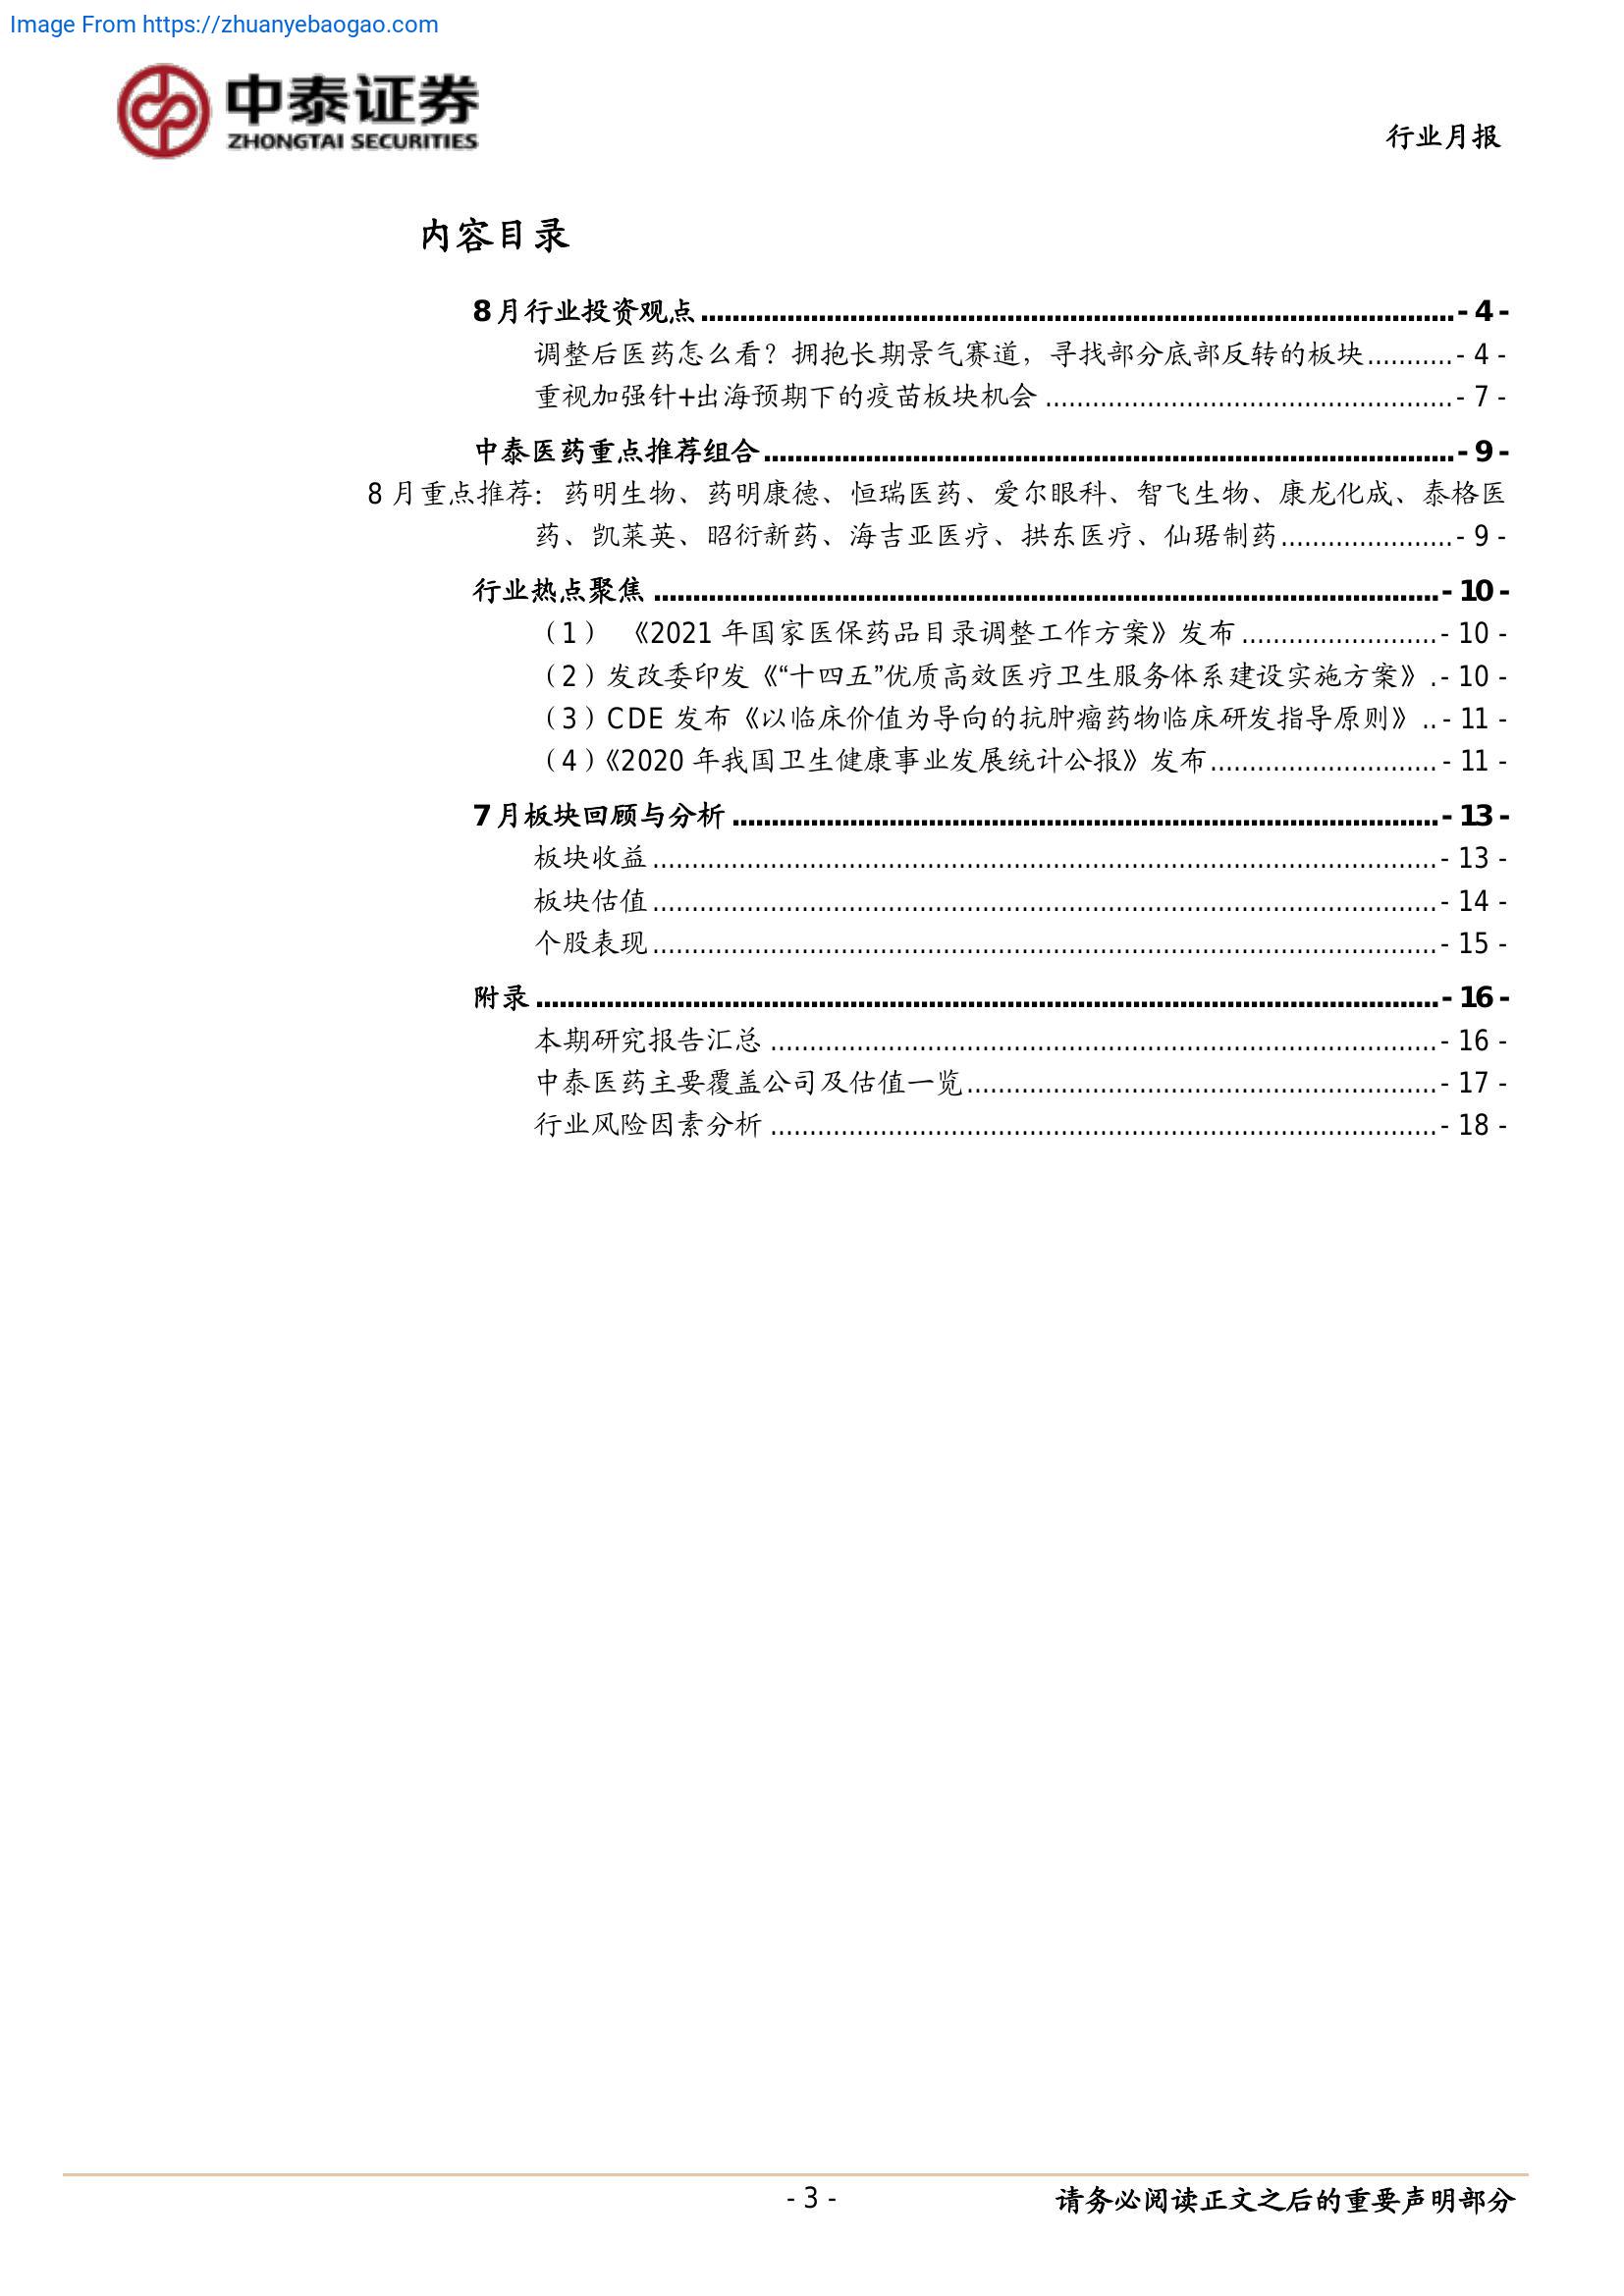 Image From https://zhuanyebaogao.com
中泰证券
ZHONGTAI SECURITIES
行业月报
内容目录
8月行业投资观点 - 4 -
调整后医药怎么看？拥抱长期景气赛道，寻找部分底部反转的板块 - 4 -
重视加强针+出海预期下的疫苗板块机会 - 7 -
中泰医药重点推荐组合 - 9 -
8 月重点推荐：药明生物、药明康德、恒瑞医药、爱尔眼科、智飞生物、康龙化成、泰格医
药、凯莱英、昭衍新药、海吉亚医疗、拱东医疗、仙琚制药 - 9 -
行业热点聚焦 - 10 -
（1） 《2021 年国家医保药品目录调整工作方案》发布 - 10 -
（2）发改委印发《“十四五”优质高效医疗卫生服务体系建设实施方案》 - 10 -
（3）CDE 发布《以临床价值为导向的抗肿瘤药物临床研发指导原则》 - 11 -
（4）《2020 年我国卫生健康事业发展统计公报》发布 - 11 -
7月板块回顾与分析 - 13 -
板块收益 - 13 -
板块估值 - 14 -
个股表现 - 15 -
附录 - 16 -
本期研究报告汇总 - 16 -
中泰医药主要覆盖公司及估值一览 - 17 -
行业风险因素分析 - 18 -
- 3 -
请务必阅读正文之后的重要声明部分